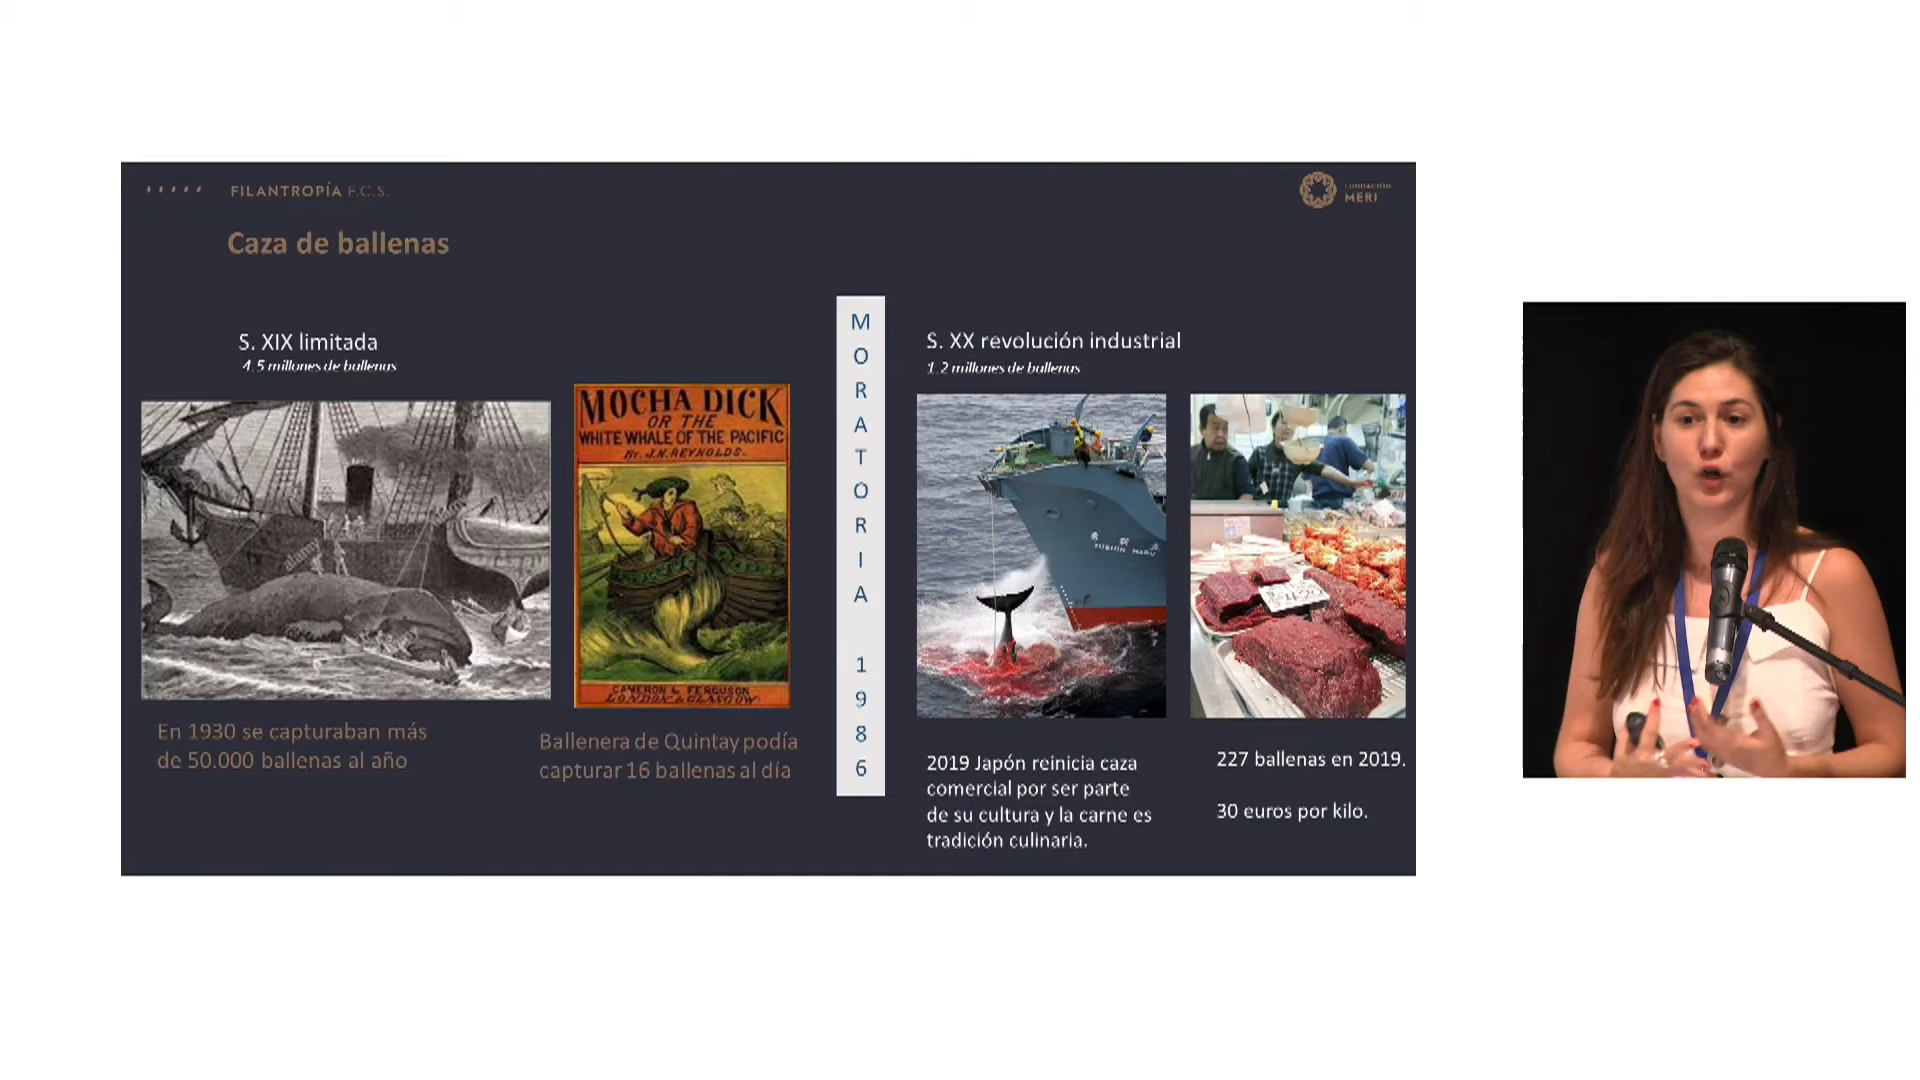 FILANTROPÍA F.C.S.
FUNDACIÓN
MERI
Caza de ballenas
S. XIX limitada
4.5 millones de ballenas
MOCHA DICK
OR THE
WHITE WHALE OF THE PACIFIC
BY. J.N. REYNOLDS.
CAMERON & FERGUSON
LONDON & GLASGOW
alamy
En 1930 se capturaban más
de 50.000 ballenas al año
Ballenera de Quintay podía
capturar 16 ballenas al día
MORATORIA 1986
S. XX revolución industrial
1.2 millones de ballenas
YUSHIN MARU
2019 Japón reinicia caza
comercial por ser parte
de su cultura y la carne es
tradición culinaria.
227 ballenas en 2019.
30 euros por kilo.